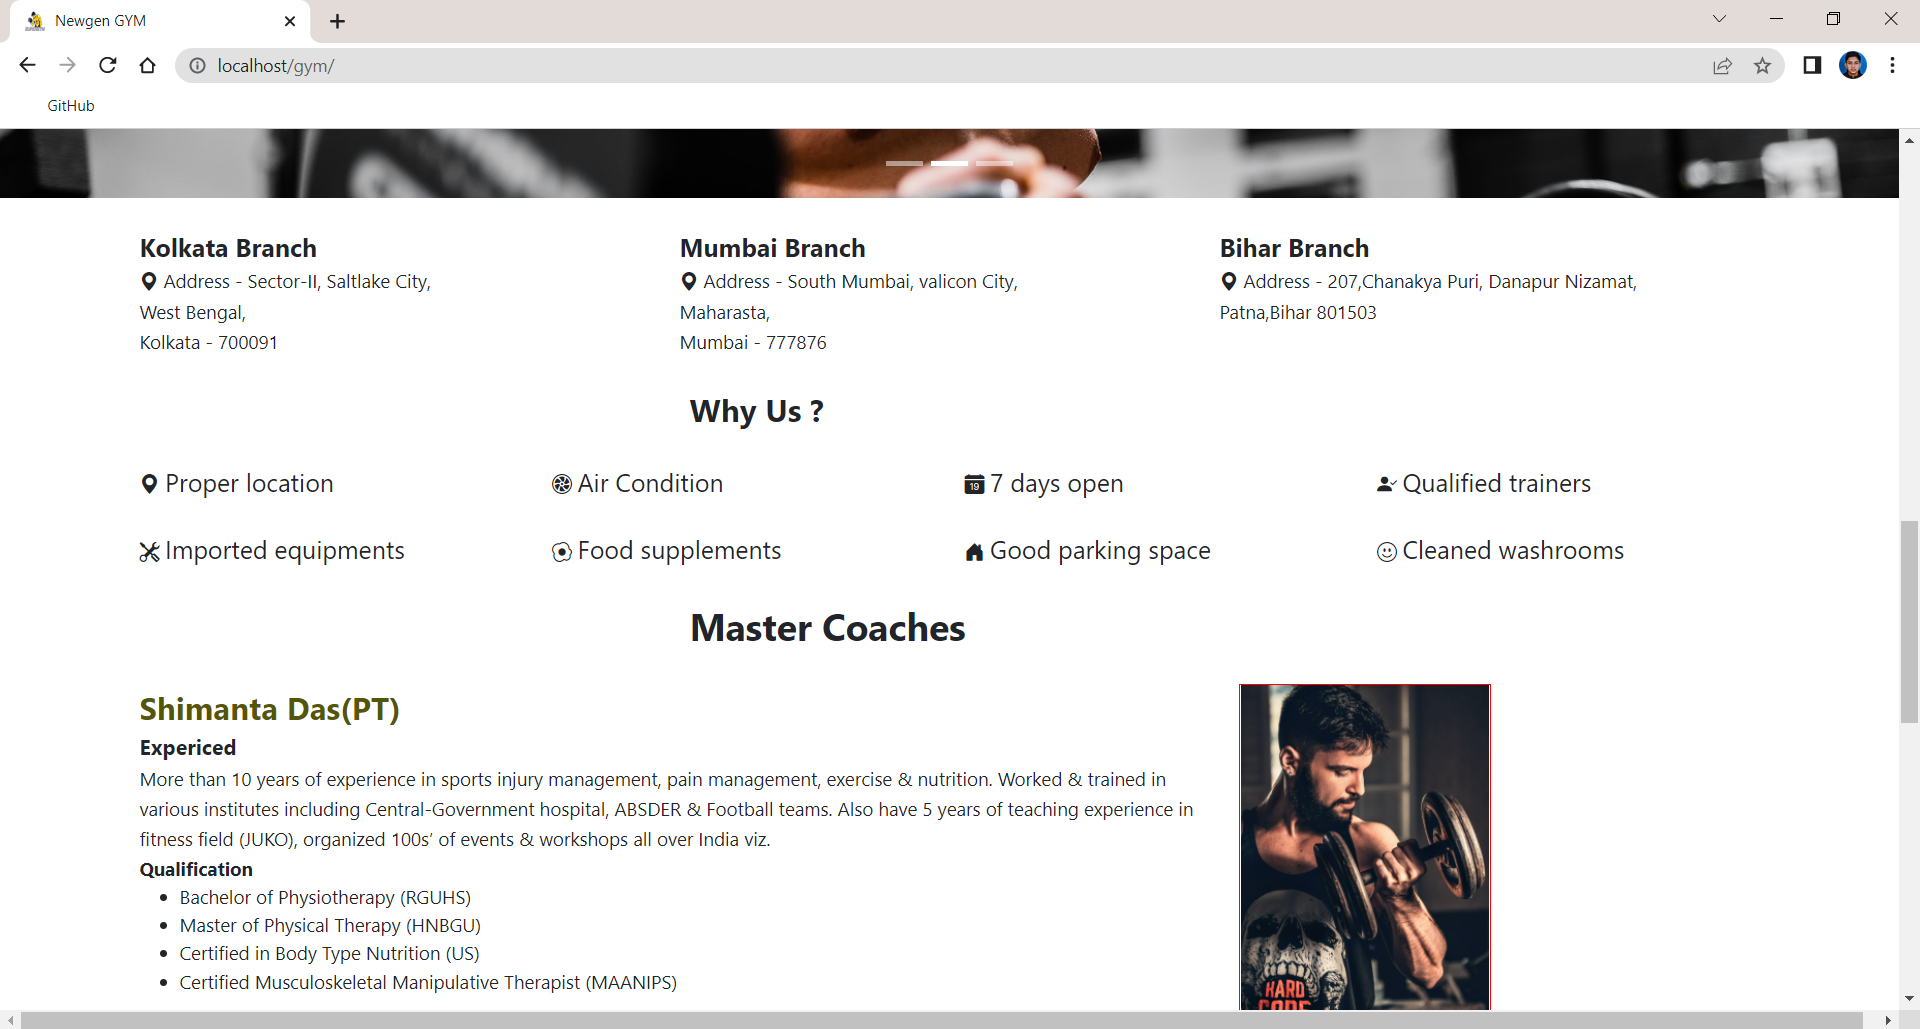 Newgen GYM
localhost/gym/
GitHub
Kolkata Branch
Address - Sector-II, Saltlake City,
West Bengal,
Kolkata - 700091
Mumbai Branch
Address - South Mumbai, valicon City,
Maharasta,
Mumbai - 777876
Bihar Branch
Address - 207,Chanakya Puri, Danapur Nizamat,
Patna,Bihar 801503
Why Us ?
Proper location
Air Condition
19
7 days open
Qualified trainers
Imported equipments
Food supplements
Good parking space
Cleaned washrooms
Master Coaches
Shimanta Das(PT)
Expericed
More than 10 years of experience in sports injury management, pain management, exercise & nutrition. Worked & trained in
various institutes including Central-Government hospital, ABSDER & Football teams. Also have 5 years of teaching experience in
fitness field (JUKO), organized 100s’ of events & workshops all over India viz.
Qualification
Bachelor of Physiotherapy (RGUHS)
Master of Physical Therapy (HNBGU)
Certified in Body Type Nutrition (US)
Certified Musculoskeletal Manipulative Therapist (MAANIPS)
HARD
CODE